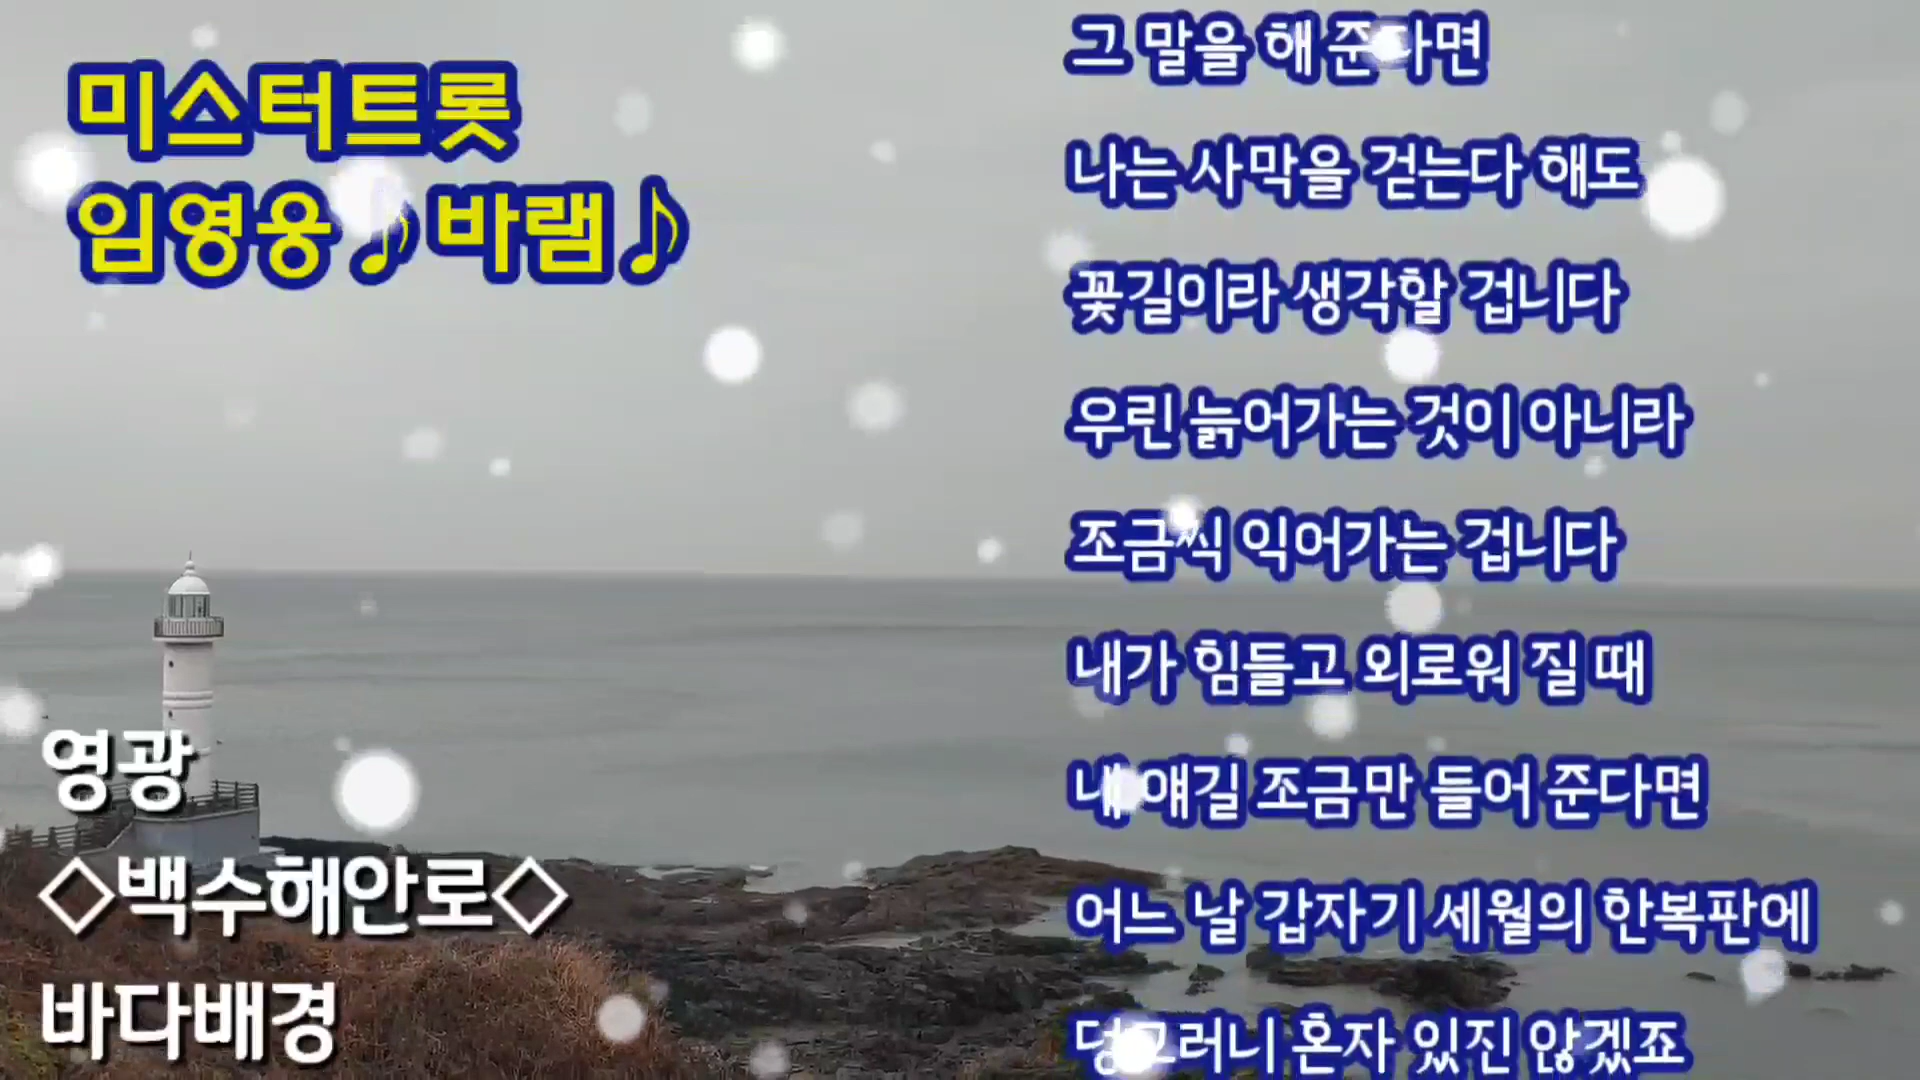 미스터트롯
임영웅♪바램♪
영광
◇백수해안로◇
바다배경
그 말을 해 준다면
나는 사막을 걷는다 해도
꽃길이라 생각할 겁니다
우린 늙어가는 것이 아니라
조금씩 익어가는 겁니다
내가 힘들고 외로워 질 때
내 얘길 조금만 들어 준다면
어느 날 갑자기 세월의 한복판에
덩그러니 혼자 있진 않겠죠